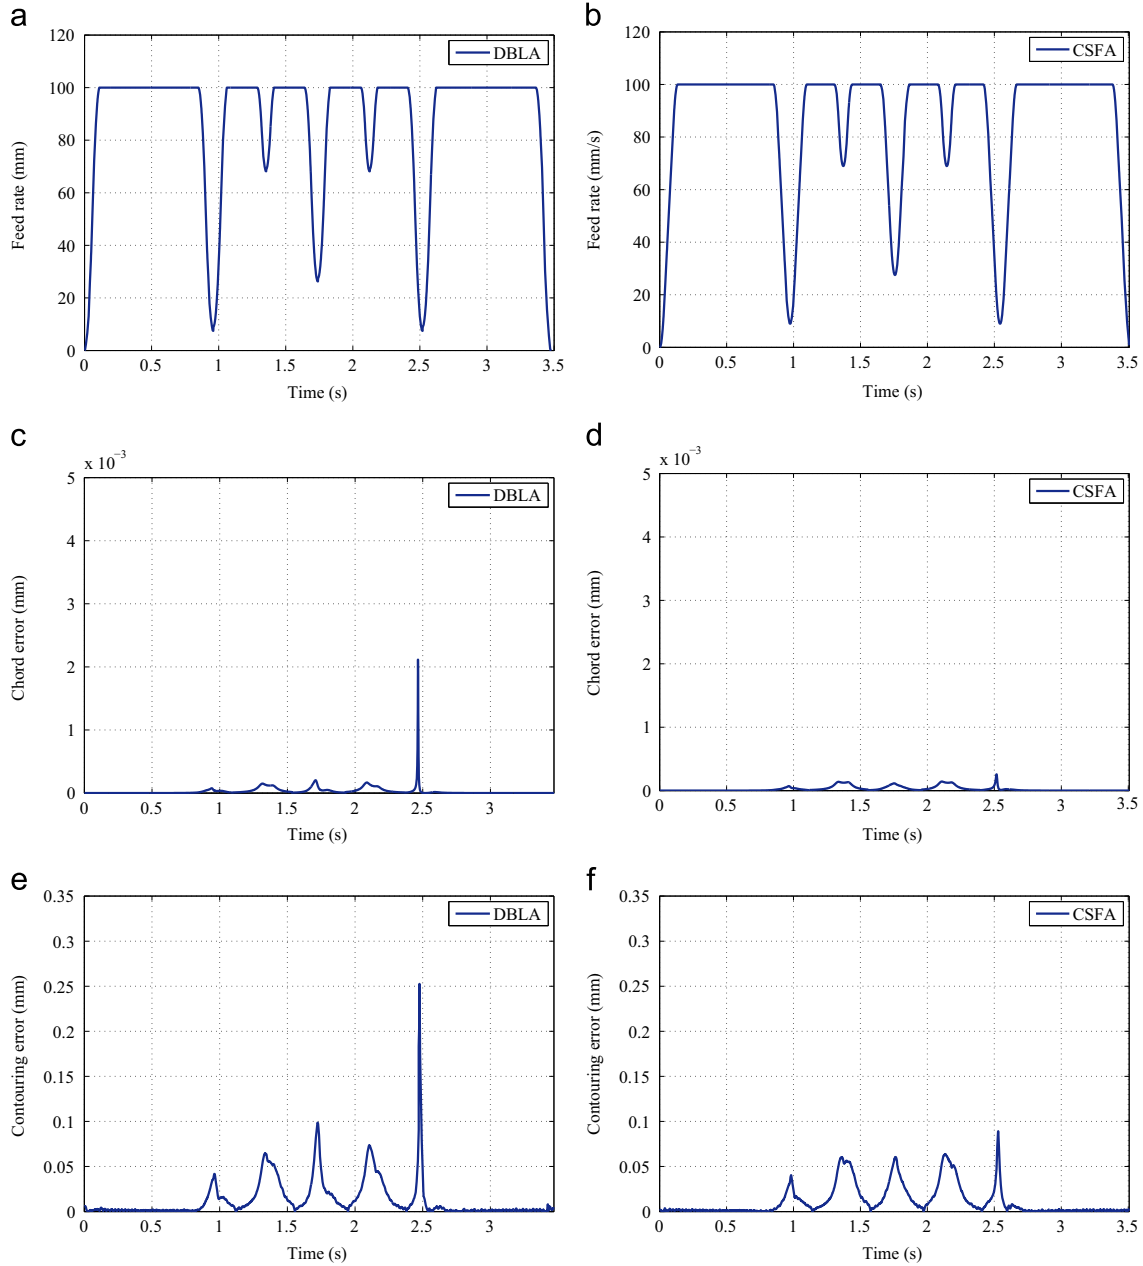 a
120
100
80
60
40
20
0
Feed rate (mm)
DBLA
0 0.5 1 1.5 2 2.5 3 3.5
Time (s)
b
120
100
80
60
40
20
0
Feed rate (mm/s)
CSFA
0 0.5 1 1.5 2 2.5 3 3.5
Time (s)
c
x 10⁻³
5
4
3
2
1
0
Chord error (mm)
DBLA
0 0.5 1 1.5 2 2.5 3
Time (s)
d
x 10⁻³
5
4
3
2
1
0
Chord error (mm)
CSFA
0 0.5 1 1.5 2 2.5 3 3.5
Time (s)
e
0.35
0.3
0.25
0.2
0.15
0.1
0.05
0
Contouring error (mm)
DBLA
0 0.5 1 1.5 2 2.5 3
Time (s)
f
0.35
0.3
0.25
0.2
0.15
0.1
0.05
0
Contouring error (mm)
CSFA
0 0.5 1 1.5 2 2.5 3 3.5
Time (s)